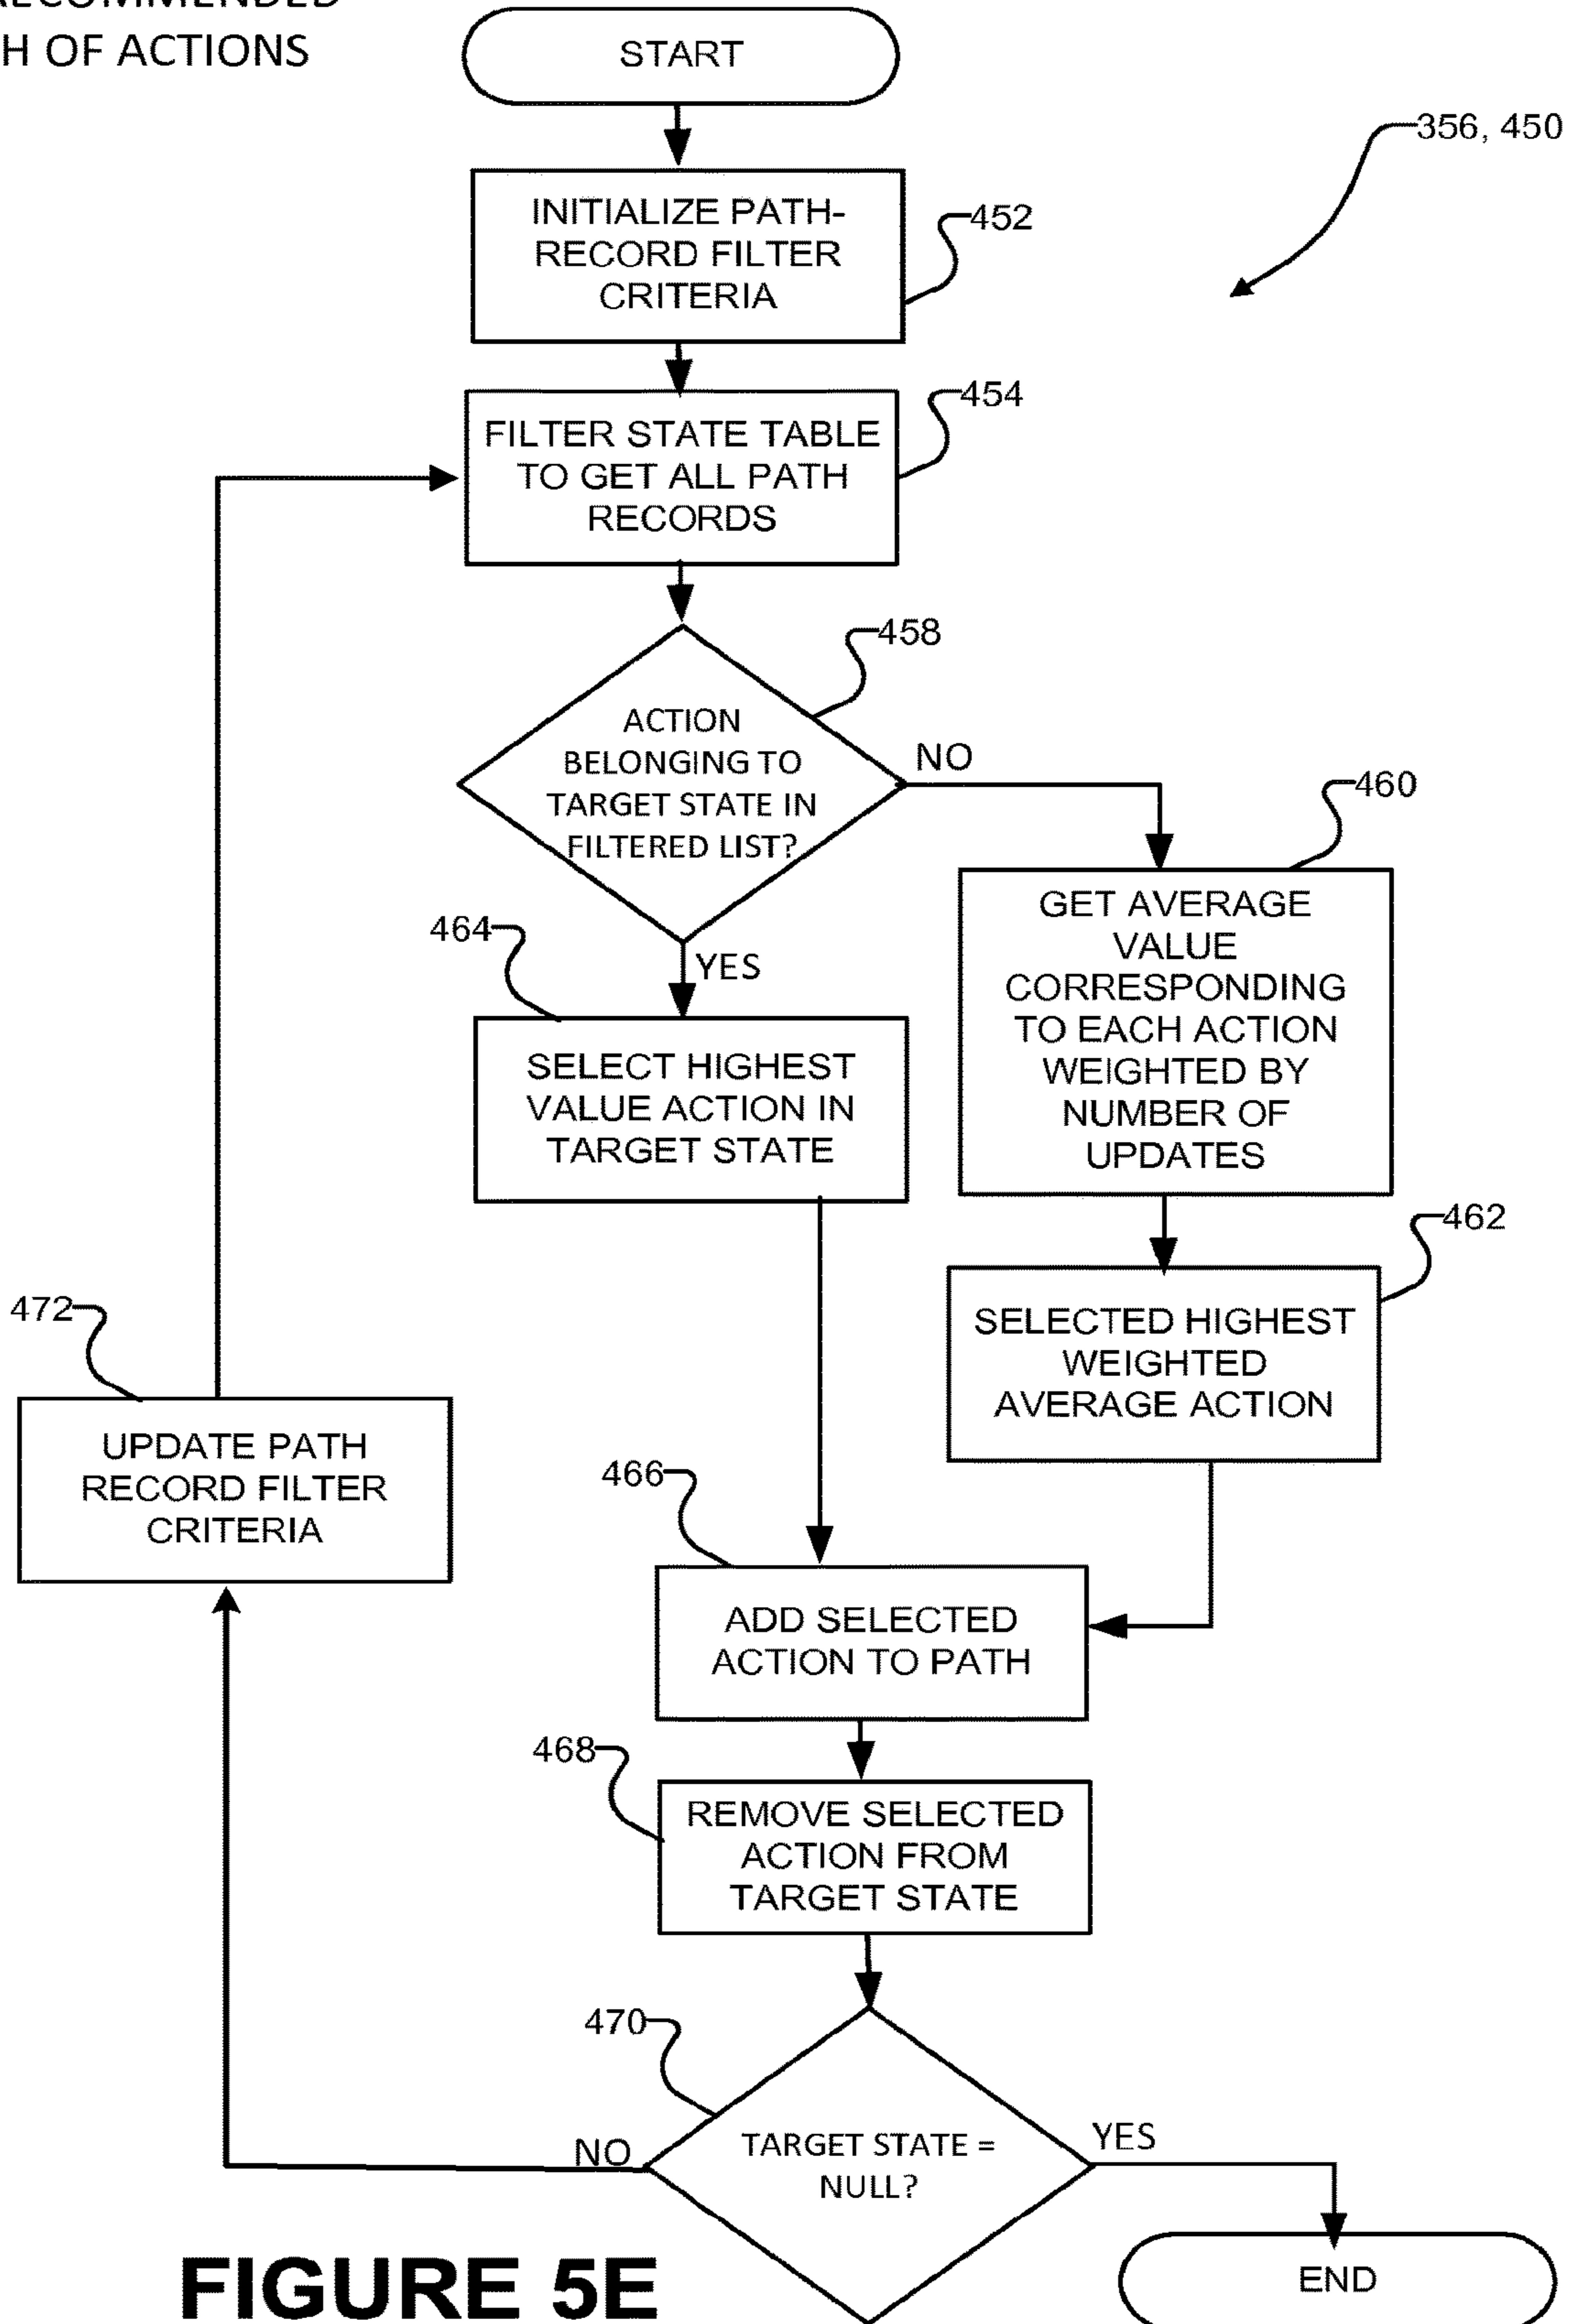 H OF ACTIONS
START
356, 450
INITIALIZE PATH-
RECORD FILTER
CRITERIA
452
FILTER STATE TABLE
TO GET ALL PATH
RECORDS
454
ACTION
BELONGING TO
TARGET STATE IN
FILTERED LIST?
458
NO
YES
460
GET AVERAGE
VALUE
CORRESPONDING
TO EACH ACTION
WEIGHTED BY
NUMBER OF
UPDATES
464
SELECT HIGHEST
VALUE ACTION IN
TARGET STATE
462
SELECTED HIGHEST
WEIGHTED
AVERAGE ACTION
472
UPDATE PATH
RECORD FILTER
CRITERIA
466
ADD SELECTED
ACTION TO PATH
468
REMOVE SELECTED
ACTION FROM
TARGET STATE
470
TARGET STATE =
NULL?
NO
YES
END
FIGURE 5E